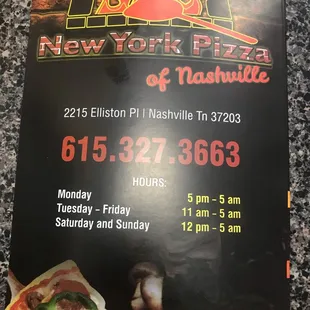 New York Pizza
of Nashville
2215 Elliston Pl | Nashville Tn 37203
615.327.3663
HOURS:
Monday 5 pm - 5 am
Tuesday - Friday 11 am - 5 am
Saturday and Sunday 12 pm - 5 am